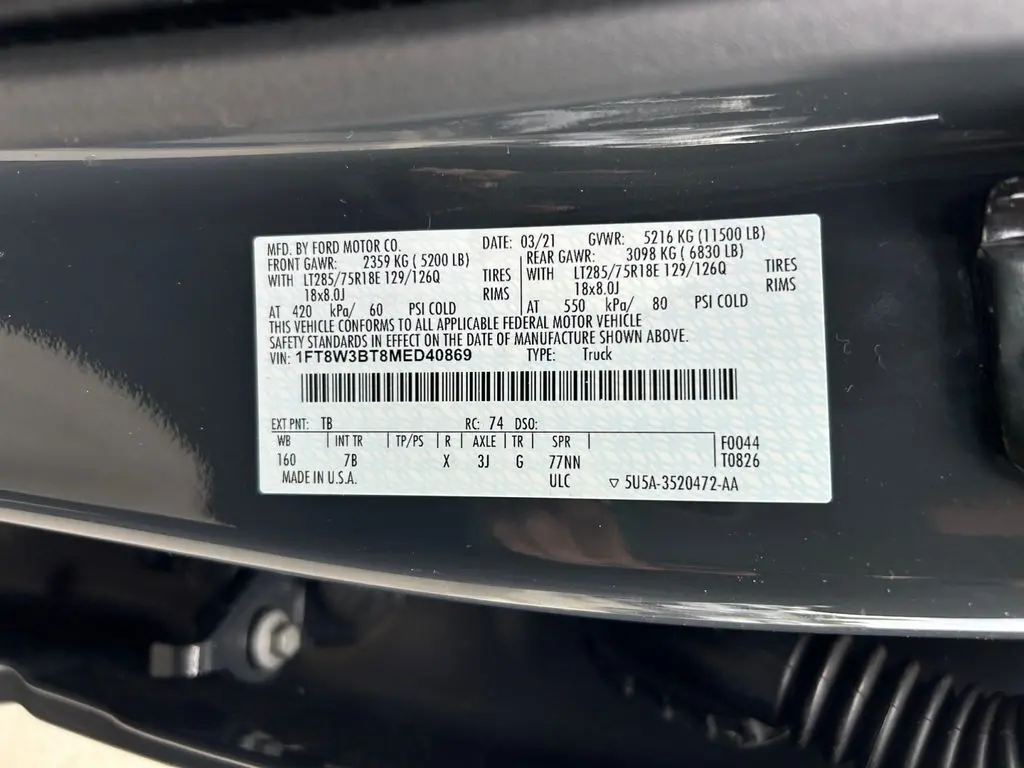 MFD. BY FORD MOTOR CO. DATE: 03/21 GVWR: 5216 KG (11500 LB)
FRONT GAWR: 2359 KG ( 5200 LB) REAR GAWR: 3098 KG ( 6830 LB)
WITH LT285/75R18E 129/126Q TIRES WITH LT285/75R18E 129/126Q TIRES
18x8.0J RIMS 18x8.0J RIMS
AT 420 kPa/ 60 PSI COLD AT 550 kPa/ 80 PSI COLD
THIS VEHICLE CONFORMS TO ALL APPLICABLE FEDERAL MOTOR VEHICLE
SAFETY STANDARDS IN EFFECT ON THE DATE OF MANUFACTURE SHOWN ABOVE.
VIN: 1FT8W3BT8MED40869 TYPE: Truck
EXT PNT: TB RC: 74 DSO:
WB | INT TR | TP/PS | R | AXLE | TR | SPR | F0044
160 7B X 3J G 77NN T0826
MADE IN U.S.A. ULC ▽ 5U5A-3520472-AA